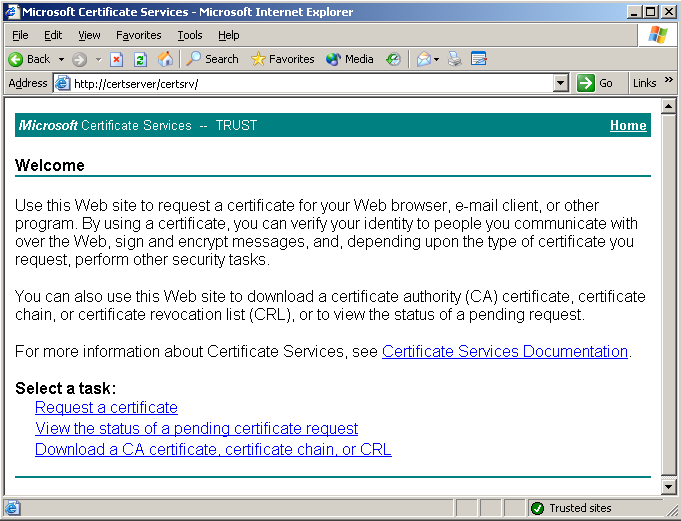 Microsoft Certificate Services - Microsoft Internet Explorer
File Edit View Favorites Tools Help
Back Search Favorites Media
Address http://certserver/certsrv/ Go Links »
Microsoft Certificate Services -- TRUST Home
Welcome
Use this Web site to request a certificate for your Web browser, e-mail client, or other
program. By using a certificate, you can verify your identity to people you communicate with
over the Web, sign and encrypt messages, and, depending upon the type of certificate you
request, perform other security tasks.
You can also use this Web site to download a certificate authority (CA) certificate, certificate
chain, or certificate revocation list (CRL), or to view the status of a pending request.
For more information about Certificate Services, see Certificate Services Documentation.
Select a task:
Request a certificate
View the status of a pending certificate request
Download a CA certificate, certificate chain, or CRL
Trusted sites